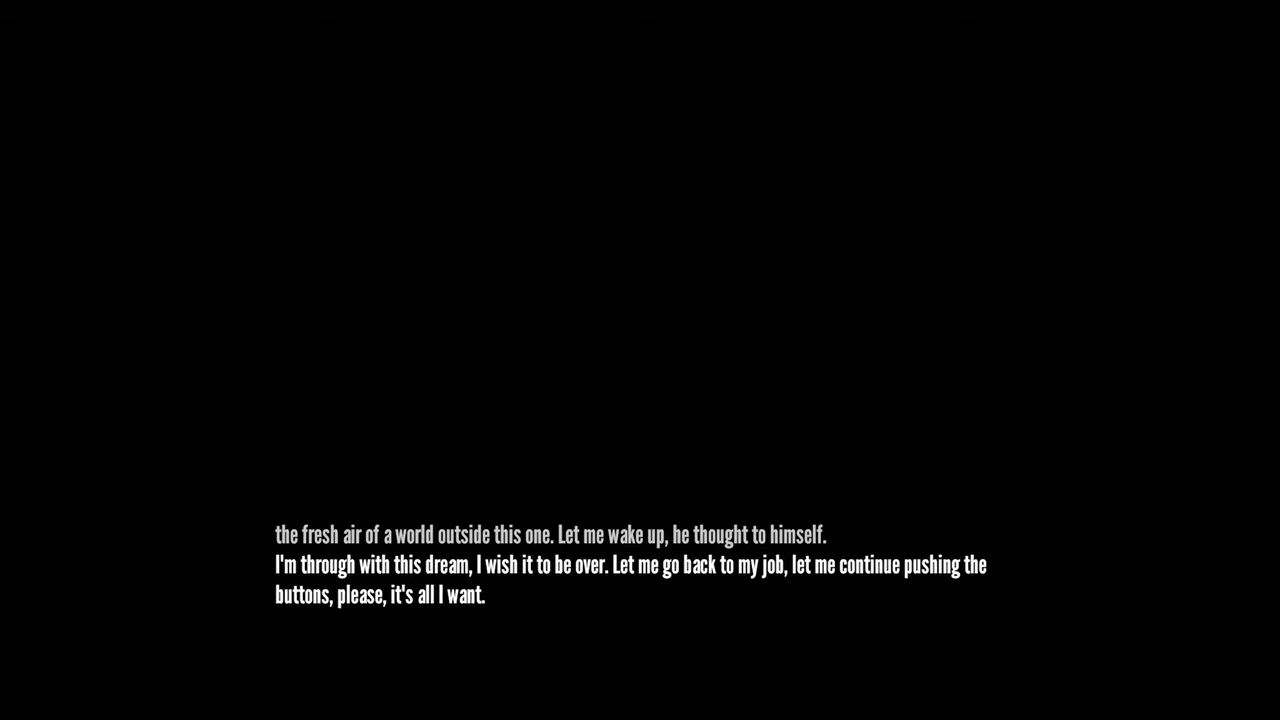 the fresh air of a world outside this one. Let me wake up, he thought to himself.
I'm through with this dream, I wish it to be over. Let me go back to my job, let me continue pushing the
buttons, please, it's all I want.